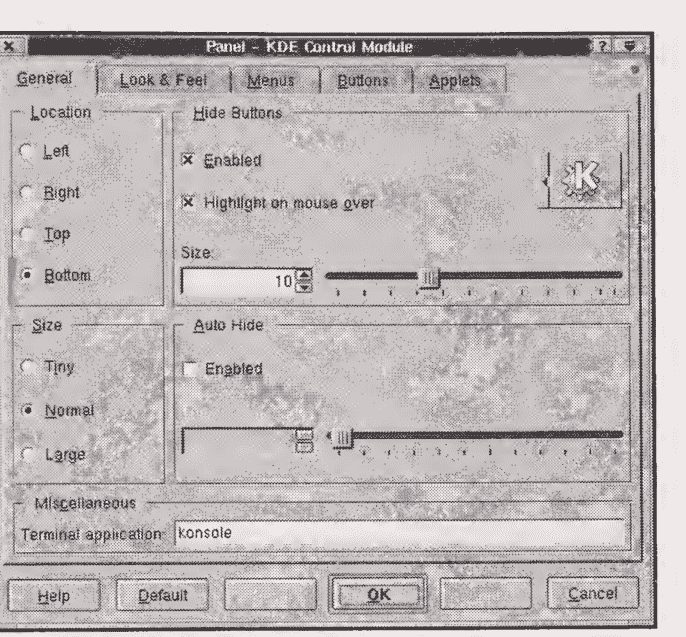 Panel - KDE Control Module
General Look & Feel Menus Buttons Applets
Location
Left
Right
Top
Bottom
Hide Buttons
Enabled
Highlight on mouse over
Size:
10
K
Size
Tiny
Normal
Large
Auto Hide
Enabled
Miscellaneous
Terminal application: konsole
Help Default OK Cancel